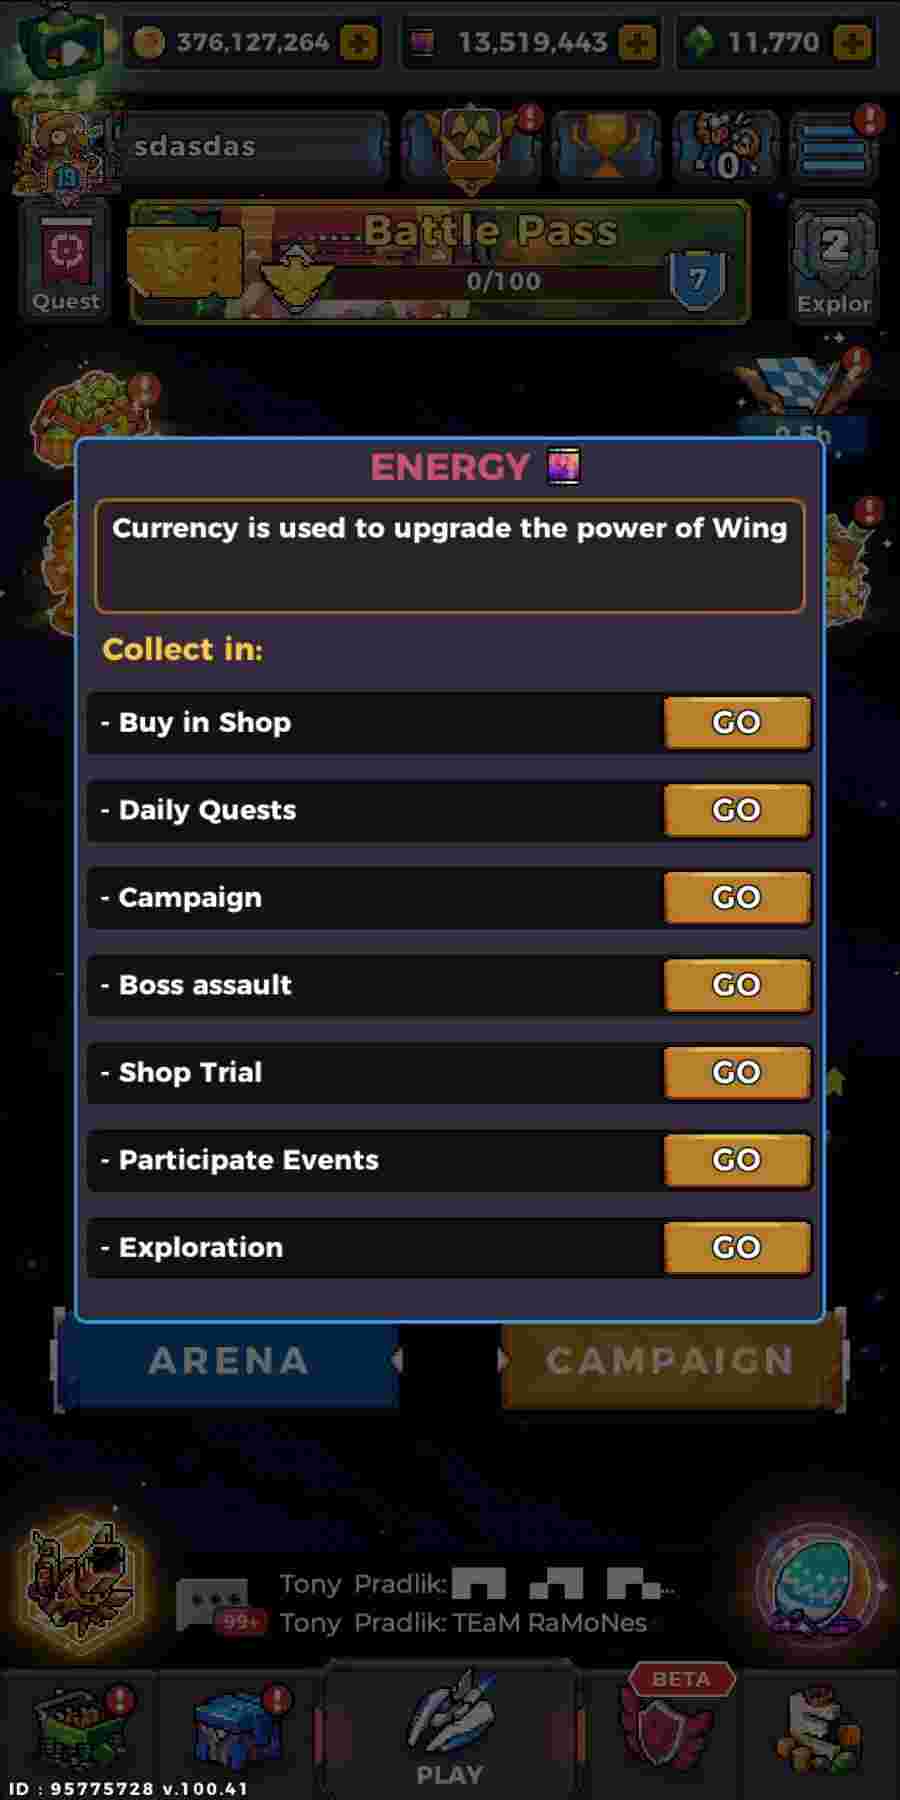 376,127,264
13,519,443
11,770
sdasdas
19
0
Battle Pass
0/100
7
2
Quest
Explor
ENERGY
Currency is used to upgrade the power of Wing
Collect in:
- Buy in Shop GO
- Daily Quests GO
- Campaign GO
- Boss assault GO
- Shop Trial GO
- Participate Events GO
- Exploration GO
ARENA
CAMPAIGN
Tony Pradlik:
99+
Tony Pradlik: TEaM RaMoNes
BETA
PLAY
ID : 95775728 v.100.41